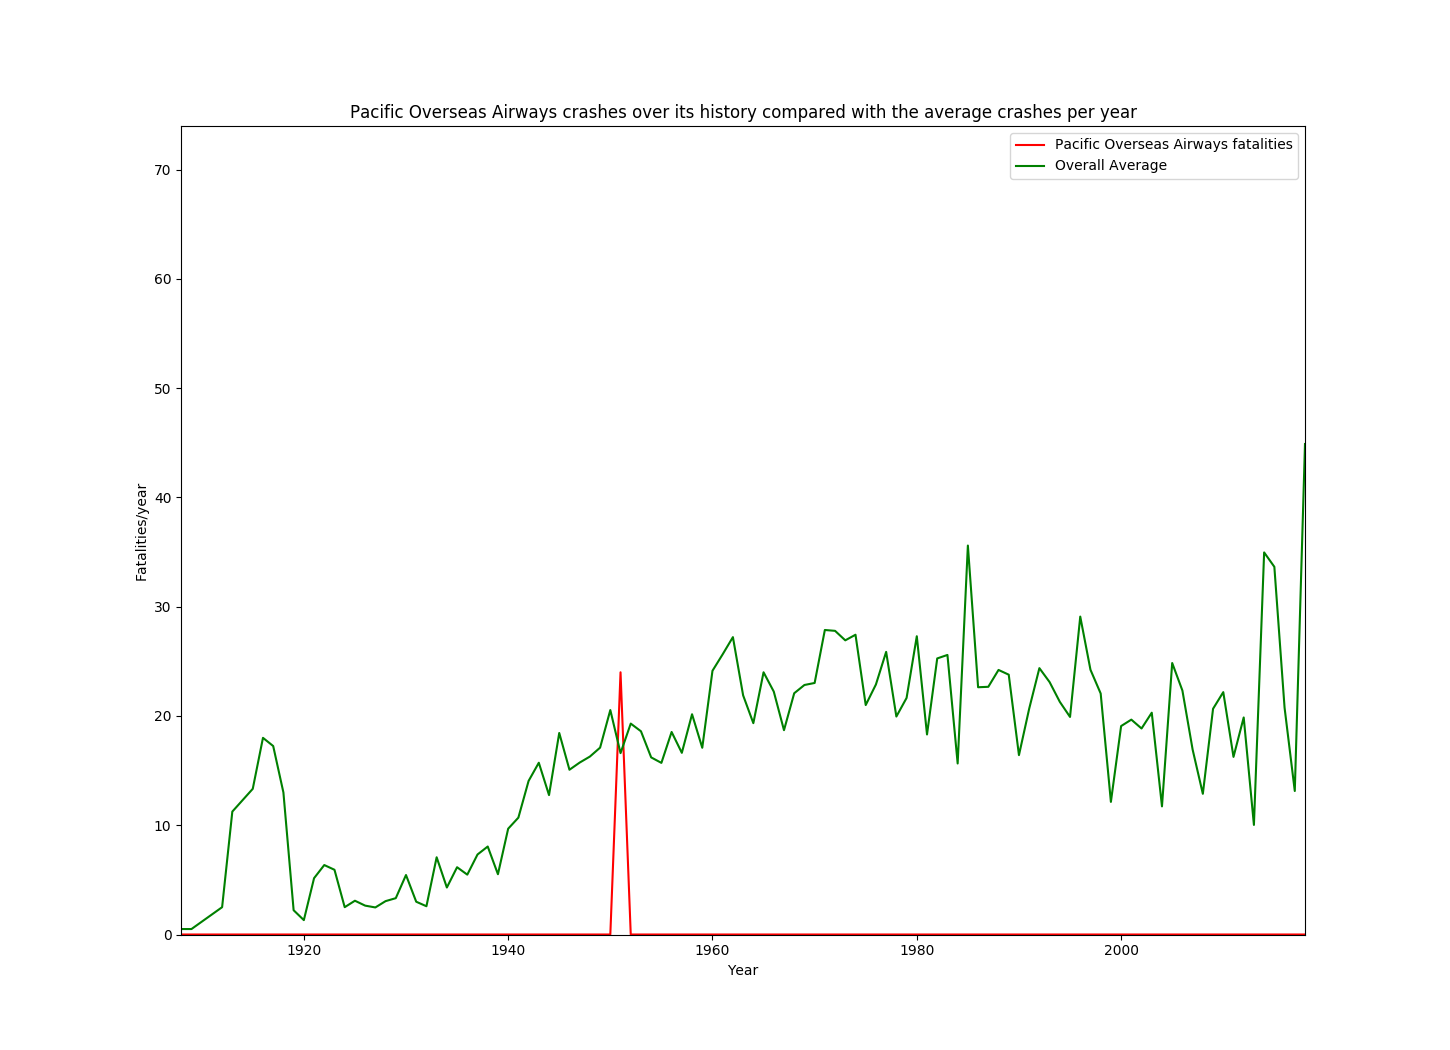 Pacific Overseas Airways crashes over its history compared with the average crashes per year
Pacific Overseas Airways fatalities
Overall Average
70
60
50
40
30
20
10
0
Fatalities/year
1920
1940
1960
1980
2000
Year